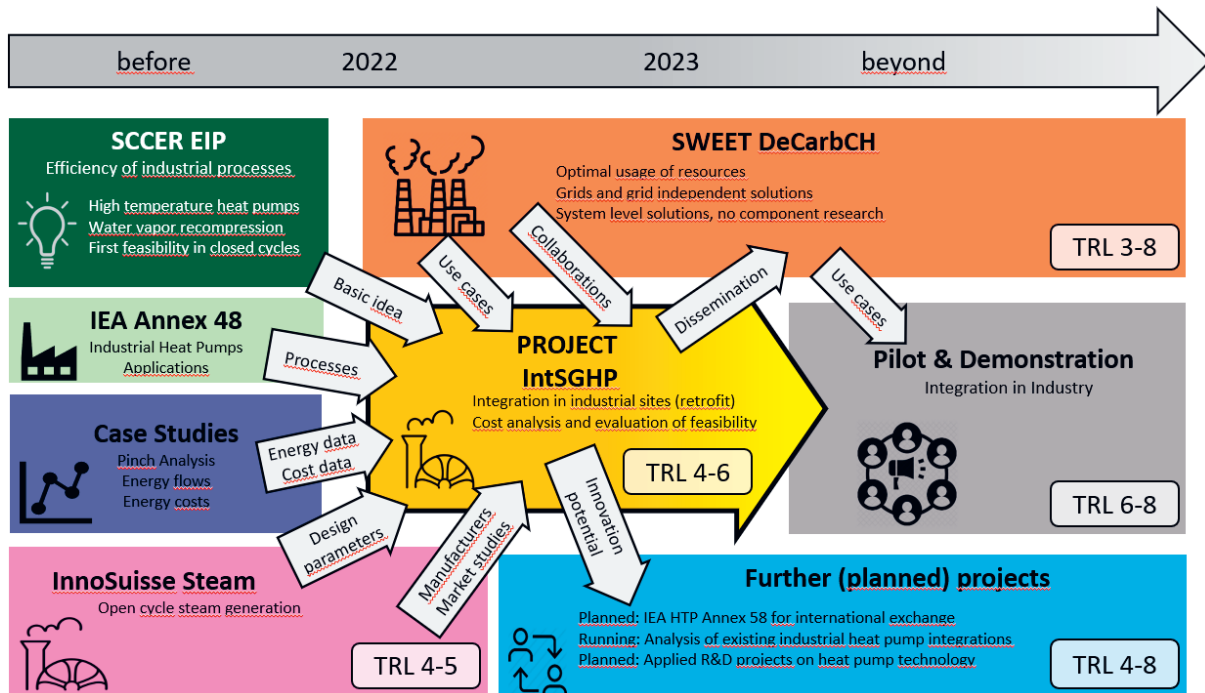 before
2022
2023
beyond
SCCER EIP
Efficiency of industrial processes
High temperature heat pumps
Water vapor recompression
First feasibility in closed cycles
SWEET DeCarbCH
Optimal usage of resources
Grids and grid independent solutions
System level solutions, no component research
TRL 3-8
Basic idea
Use cases
Collaborations
Dissemination
Use cases
IEA Annex 48
Industrial Heat Pumps
Applications
Processes
PROJECT
IntSGHP
Integration in industrial sites (retrofit)
Cost analysis and evaluation of feasibility
TRL 4-6
Pilot & Demonstration
Integration in Industry
TRL 6-8
Case Studies
Pinch Analysis
Energy flows
Energy costs
Energy data
Cost data
Design
parameters
Manufacturers
Market studies
Innovation
potential
InnoSuisse Steam
Open cycle steam generation
TRL 4-5
Further (planned) projects
Planned: IEA HTP Annex 58 for international exchange
Running: Analysis of existing industrial heat pump integrations
Planned: Applied R&D projects on heat pump technology
TRL 4-8